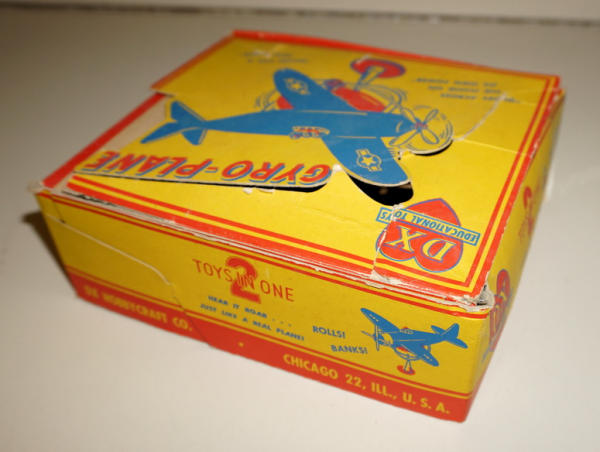 GYRO-PLANE
DX
EDUCATIONAL TOYS
2
TOYS IN ONE
HEAR IT ROAR . . .
JUST LIKE A REAL PLANE!
ROLLS!
BANKS!
DX HOBBYCRAFT CO.
CHICAGO 22, ILL., U. S. A.
DX